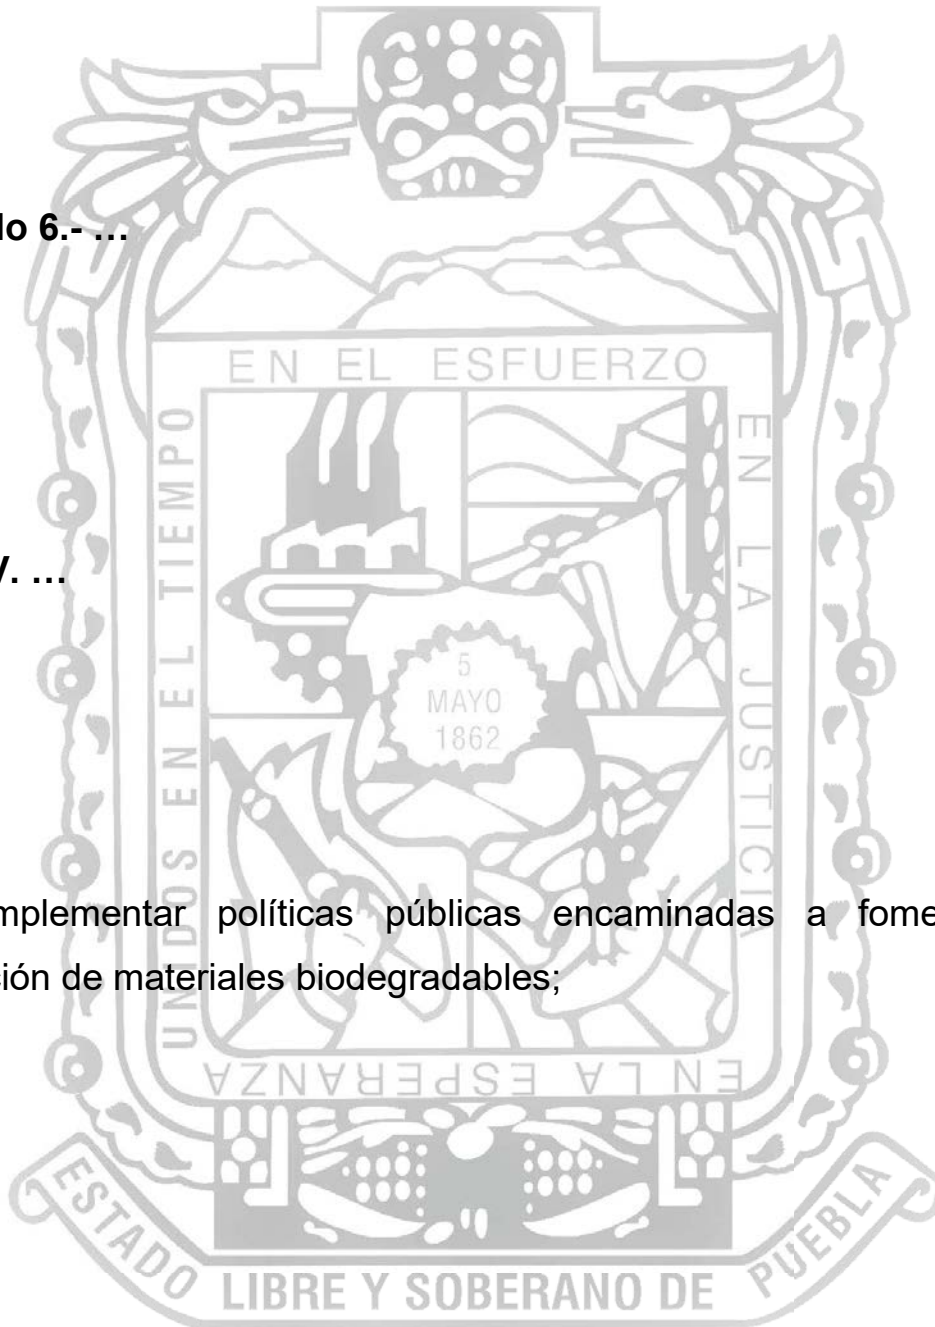 lo 6.- ...
EN EL ESFUERZO
EN LA JUSTICIA
UNIDOS EN EL TIEMPO
V. ...
5
MAYO
1862
mplementar políticas públicas encaminadas a fome
ción de materiales biodegradables;
EN LA ESPERANZA
ESTADO LIBRE Y SOBERANO DE PUEBLA